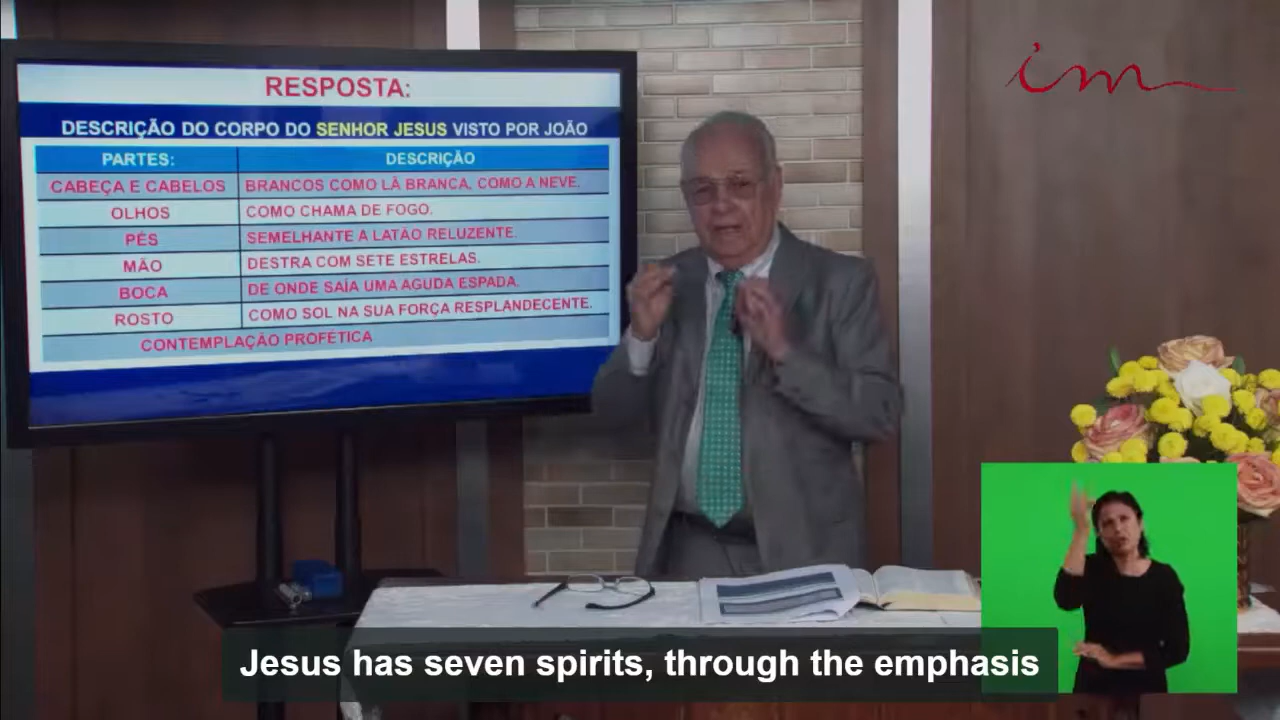 RESPOSTA:
DESCRIÇÃO DO CORPO DO SENHOR JESUS VISTO POR JOÃO
PARTES: DESCRIÇÃO
CABEÇA E CABELOS BRANCOS COMO LÃ BRANCA, COMO A NEVE.
OLHOS COMO CHAMA DE FOGO.
PÉS SEMELHANTE A LATÃO RELUZENTE.
MÃO DESTRA COM SETE ESTRELAS.
BOCA DE ONDE SAÍA UMA AGUDA ESPADA.
ROSTO COMO SOL NA SUA FORÇA RESPLANDECENTE.
CONTEMPLAÇÃO PROFÉTICA
im
Jesus has seven spirits, through the emphasis